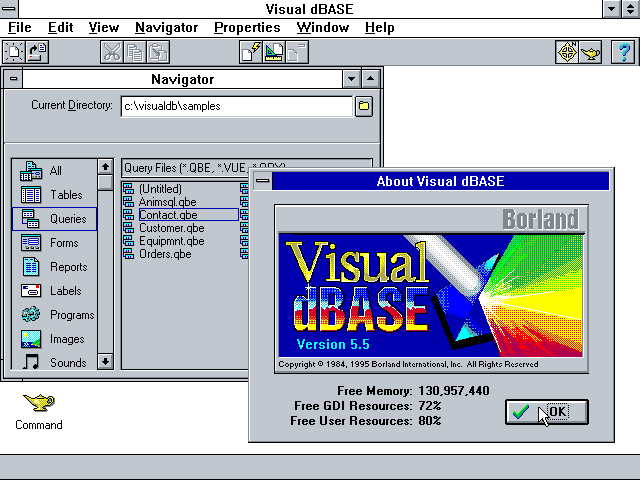 Visual dBASE
File Edit View Navigator Properties Window Help
Navigator
Current Directory: c:\visualdb\samples
All
Tables
Queries
Forms
Reports
Labels
Programs
Images
Sounds
Query Files (*.QBE, *.VUE, *.QRY)
(Untitled)
Animsql.qbe
Contact.qbe
Customer.qbe
Equipmnt.qbe
Orders.qbe
Command
About Visual dBASE
Borland
Visual
dBASE
Version 5.5
Copyright © 1984, 1995 Borland International, Inc. All Rights Reserved
Free Memory: 130,957,440
Free GDI Resources: 72%
Free User Resources: 80%
OK